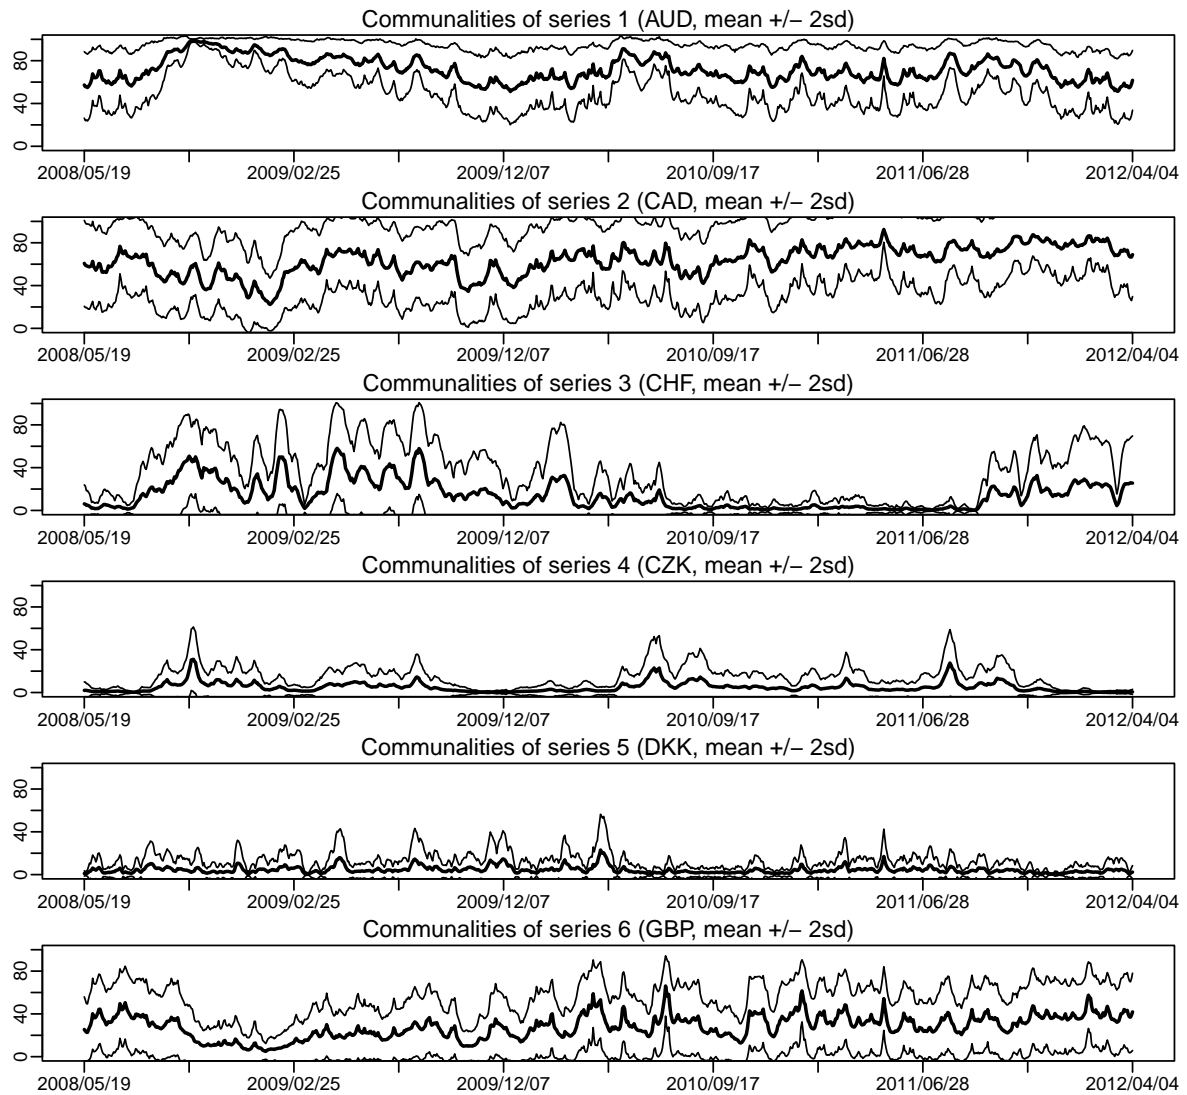 Communalities of series 1 (AUD, mean +/− 2sd)
80
40
0
2008/05/19 2009/02/25 2009/12/07 2010/09/17 2011/06/28 2012/04/04
Communalities of series 2 (CAD, mean +/− 2sd)
80
40
0
2008/05/19 2009/02/25 2009/12/07 2010/09/17 2011/06/28 2012/04/04
Communalities of series 3 (CHF, mean +/− 2sd)
80
40
0
2008/05/19 2009/02/25 2009/12/07 2010/09/17 2011/06/28 2012/04/04
Communalities of series 4 (CZK, mean +/− 2sd)
80
40
0
2008/05/19 2009/02/25 2009/12/07 2010/09/17 2011/06/28 2012/04/04
Communalities of series 5 (DKK, mean +/− 2sd)
80
40
0
2008/05/19 2009/02/25 2009/12/07 2010/09/17 2011/06/28 2012/04/04
Communalities of series 6 (GBP, mean +/− 2sd)
80
40
0
2008/05/19 2009/02/25 2009/12/07 2010/09/17 2011/06/28 2012/04/04